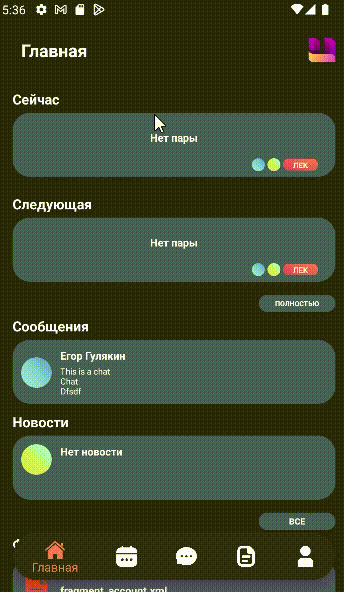 5:36
Главная
Сейчас
Нет пары
ЛЕК
Следующая
Нет пары
ЛЕК
ПОЛНОСТЬЮ
Сообщения
Егор Гулякин
This is a chat
Chat
Dfsdf
Новости
Нет новости
ВСЕ
Главная
fragment_account.xml